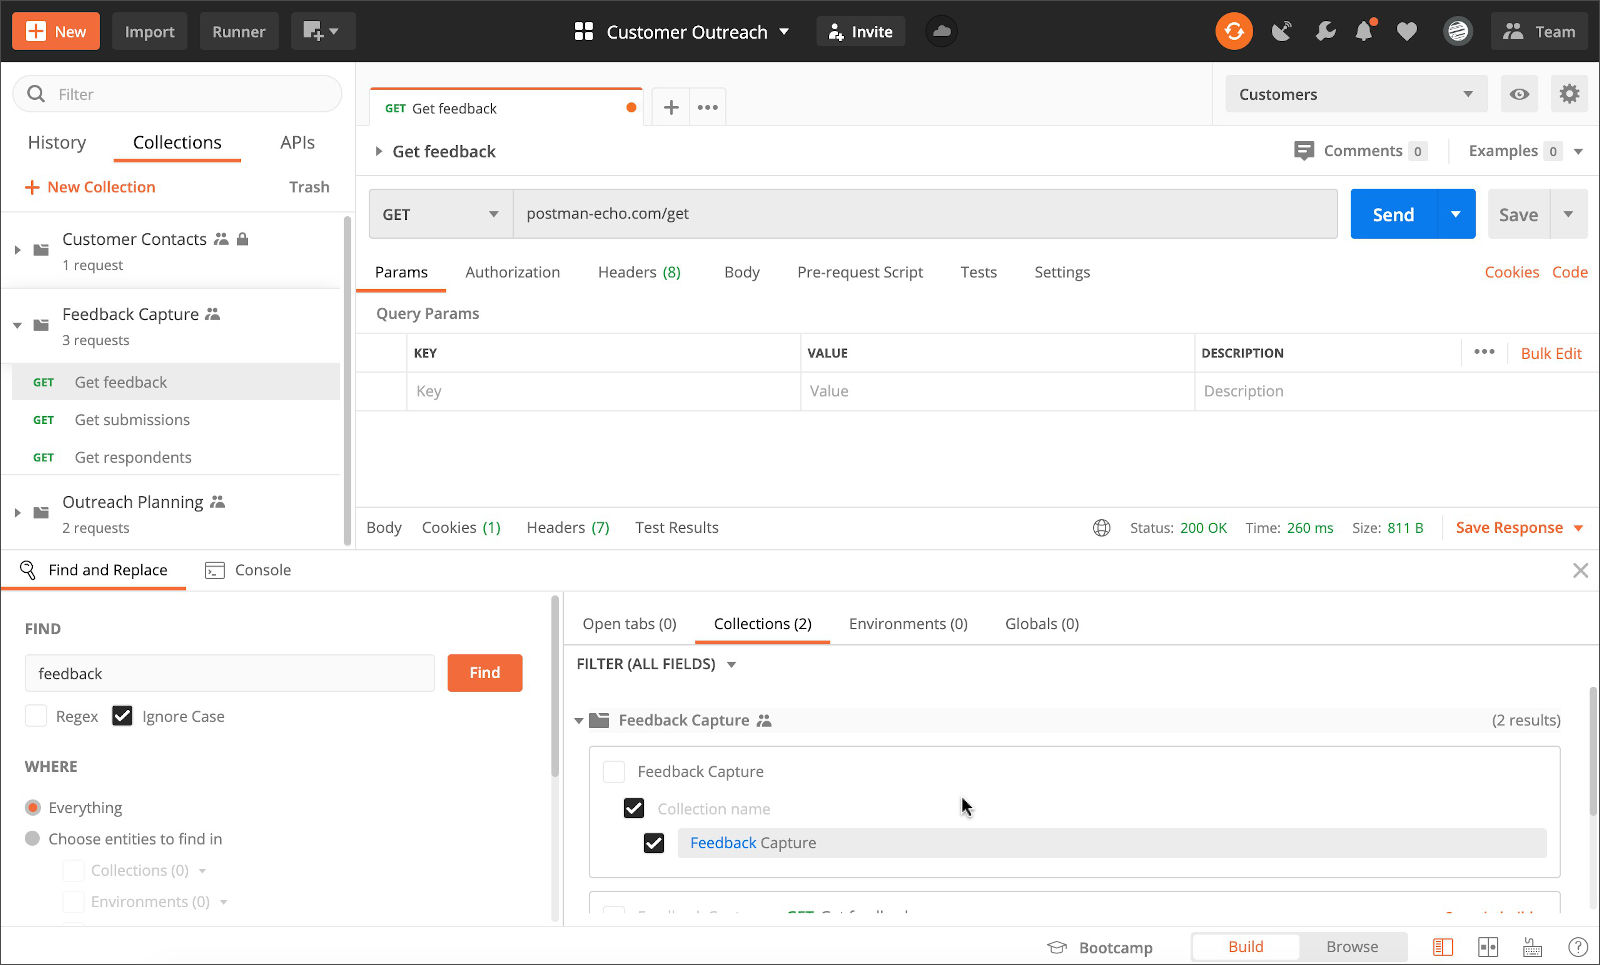 New
Import
Runner
Customer Outreach
Invite
Team
Filter
GET Get feedback
Customers
History
Collections
APIs
Get feedback
Comments 0
Examples 0
New Collection
Trash
GET
postman-echo.com/get
Send
Save
Customer Contacts
1 request
Params
Authorization
Headers (8)
Body
Pre-request Script
Tests
Settings
Cookies
Code
Feedback Capture
3 requests
Query Params
KEY
VALUE
DESCRIPTION
Bulk Edit
GET Get feedback
Key
Value
Description
GET Get submissions
GET Get respondents
Outreach Planning
2 requests
Body
Cookies (1)
Headers (7)
Test Results
Status: 200 OK
Time: 260 ms
Size: 811 B
Save Response
Find and Replace
Console
FIND
feedback
Find
Regex
Ignore Case
WHERE
Everything
Choose entities to find in
Collections (0)
Environments (0)
Open tabs (0)
Collections (2)
Environments (0)
Globals (0)
FILTER (ALL FIELDS)
Feedback Capture
(2 results)
Feedback Capture
Collection name
Feedback Capture
Bootcamp
Build
Browse